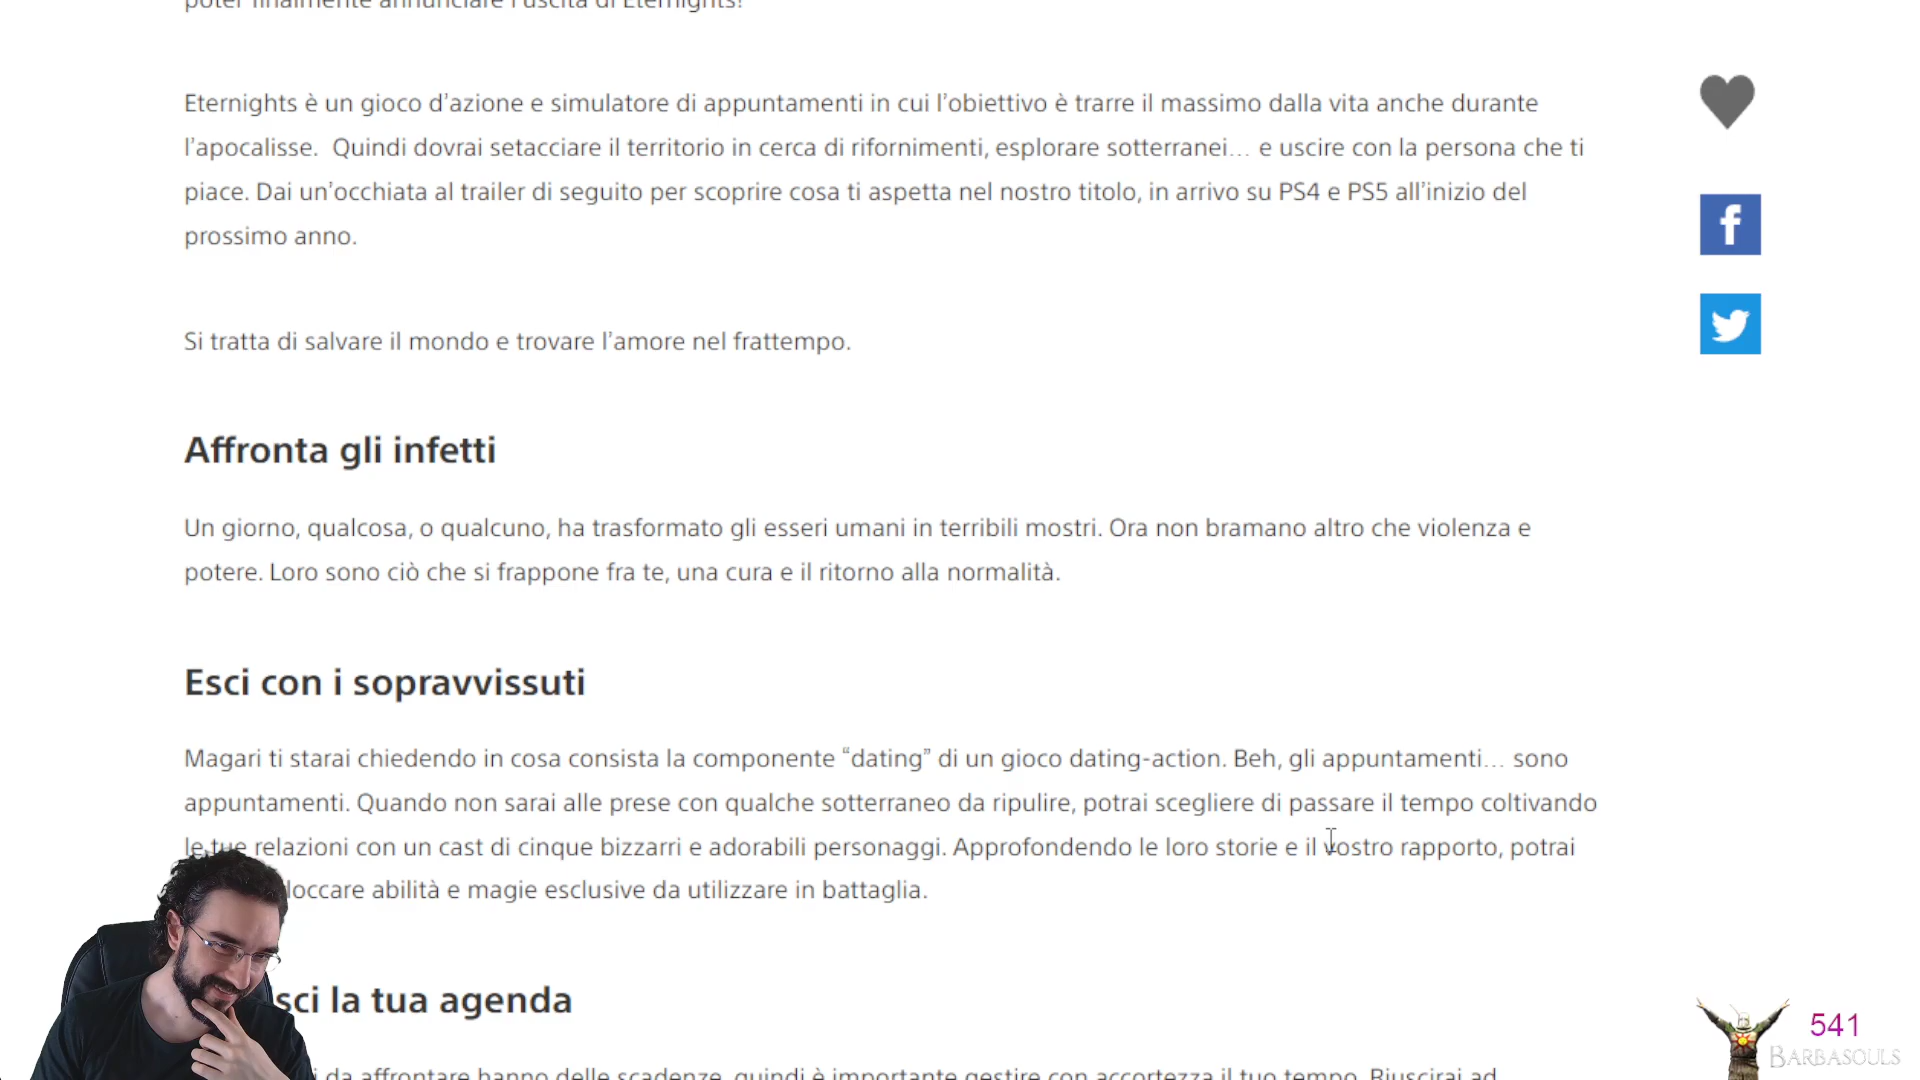 poter finalmente annunciare l'uscita di Eternights!
Eternights è un gioco d’azione e simulatore di appuntamenti in cui l’obiettivo è trarre il massimo dalla vita anche durante
l’apocalisse.  Quindi dovrai setacciare il territorio in cerca di rifornimenti, esplorare sotterranei… e uscire con la persona che ti
piace. Dai un’occhiata al trailer di seguito per scoprire cosa ti aspetta nel nostro titolo, in arrivo su PS4 e PS5 all’inizio del
prossimo anno.
Si tratta di salvare il mondo e trovare l’amore nel frattempo.
Affronta gli infetti
Un giorno, qualcosa, o qualcuno, ha trasformato gli esseri umani in terribili mostri. Ora non bramano altro che violenza e
potere. Loro sono ciò che si frappone fra te, una cura e il ritorno alla normalità.
Esci con i sopravvissuti
Magari ti starai chiedendo in cosa consista la componente “dating” di un gioco dating-action. Beh, gli appuntamenti… sono
appuntamenti. Quando non sarai alle prese con qualche sotterraneo da ripulire, potrai scegliere di passare il tempo coltivando
le tue relazioni con un cast di cinque bizzarri e adorabili personaggi. Approfondendo le loro storie e il vostro rapporto, potrai
loccare abilità e magie esclusive da utilizzare in battaglia.
sci la tua agenda
i da affrontare hanno delle scadenze, quindi è importante gestire con accortezza il tuo tempo. Riuscirai ad
541
BARBASOULS